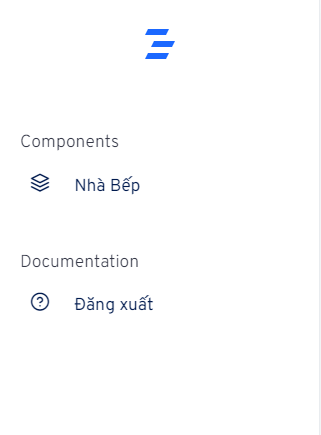 Components
Nhà Bếp
Documentation
Đăng xuất